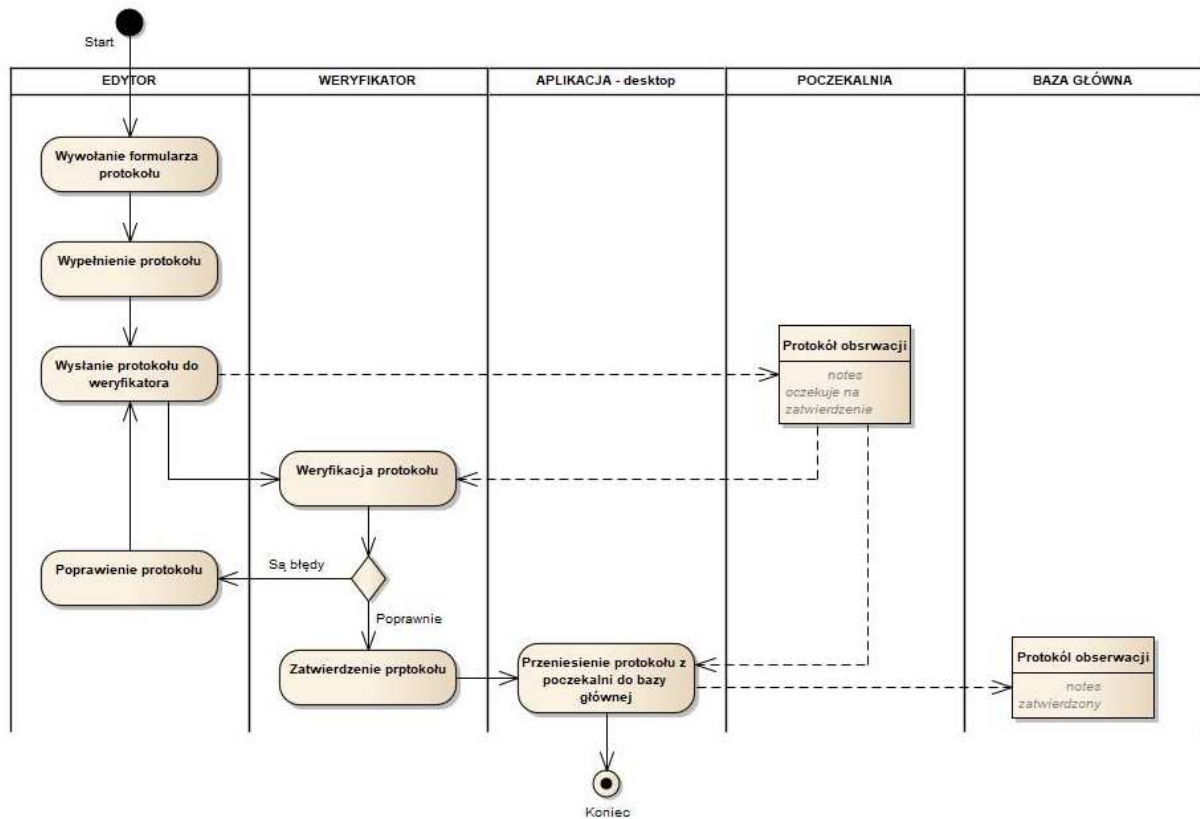 Start
EDYTOR
WERYFIKATOR
APLIKACJA - desktop
POCZEKALNIA
BAZA GŁÓWNA
Wywołanie formularza
protokołu
Wypełnienie protokołu
Wysłanie protokołu do
weryfikatora
Protokół obsrwacji
notes
oczekuje na
zatwierdzenie
Weryfikacja protokołu
Poprawienie protokołu
Są błędy
Poprawnie
Zatwierdzenie prptokołu
Przeniesienie protokołu z
poczekalni do bazy
głównej
Protokól obserwacji
notes
zatwierdzony
Koniec